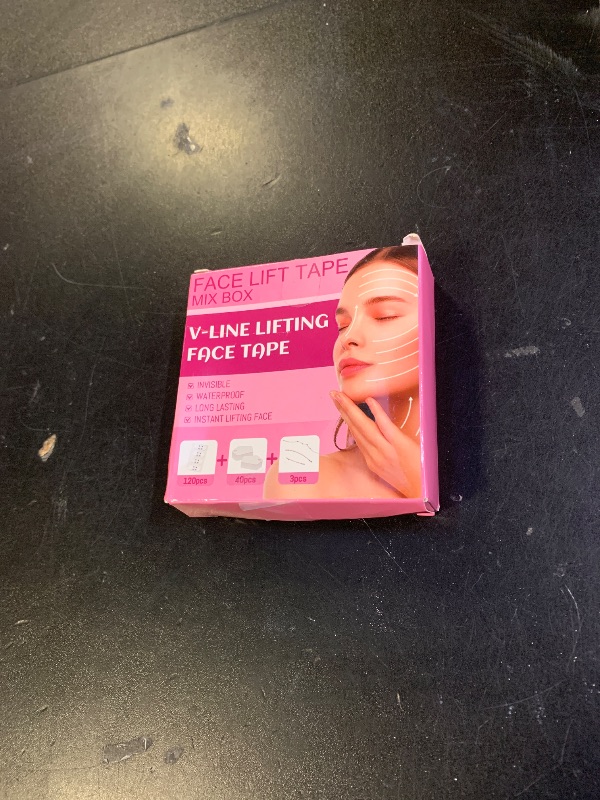 FACE LIFT TAPE
MIX BOX
V-LINE LIFTING
FACE TAPE
INVISIBLE
WATERPROOF
LONG LASTING
INSTANT LIFTING FACE
120pcs + 40pcs + 3pcs